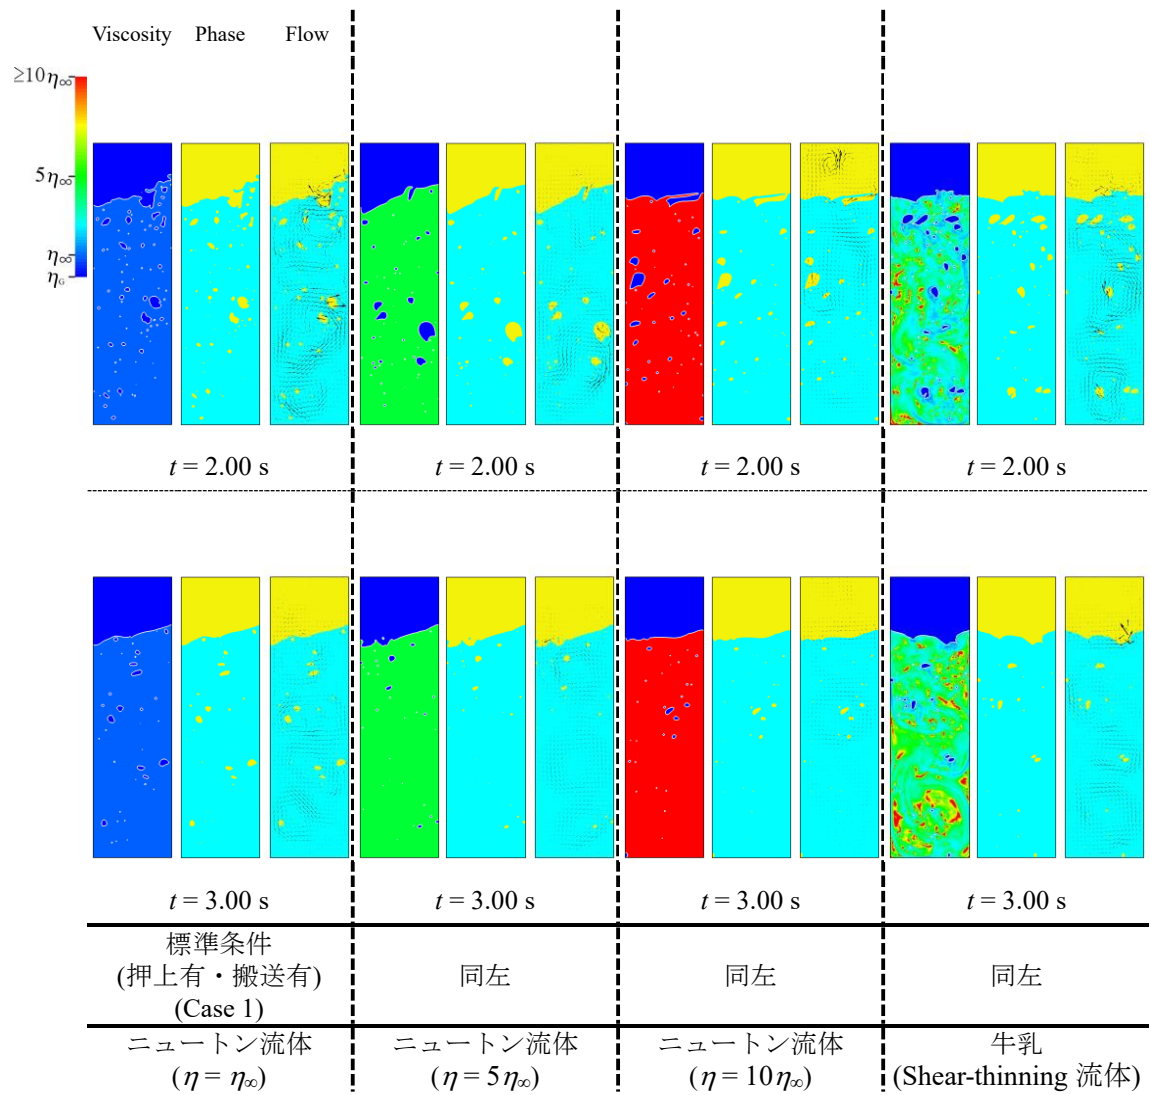 Viscosity Phase Flow
≥10η∞
5η∞
η∞
ηG
t = 2.00 s t = 2.00 s t = 2.00 s t = 2.00 s
t = 3.00 s t = 3.00 s t = 3.00 s t = 3.00 s
標準条件
(押上有・搬送有)
(Case 1)
同左 同左 同左
ニュートン流体
(η = η∞)
ニュートン流体
(η = 5η∞)
ニュートン流体
(η = 10η∞)
牛乳
(Shear-thinning 流体)